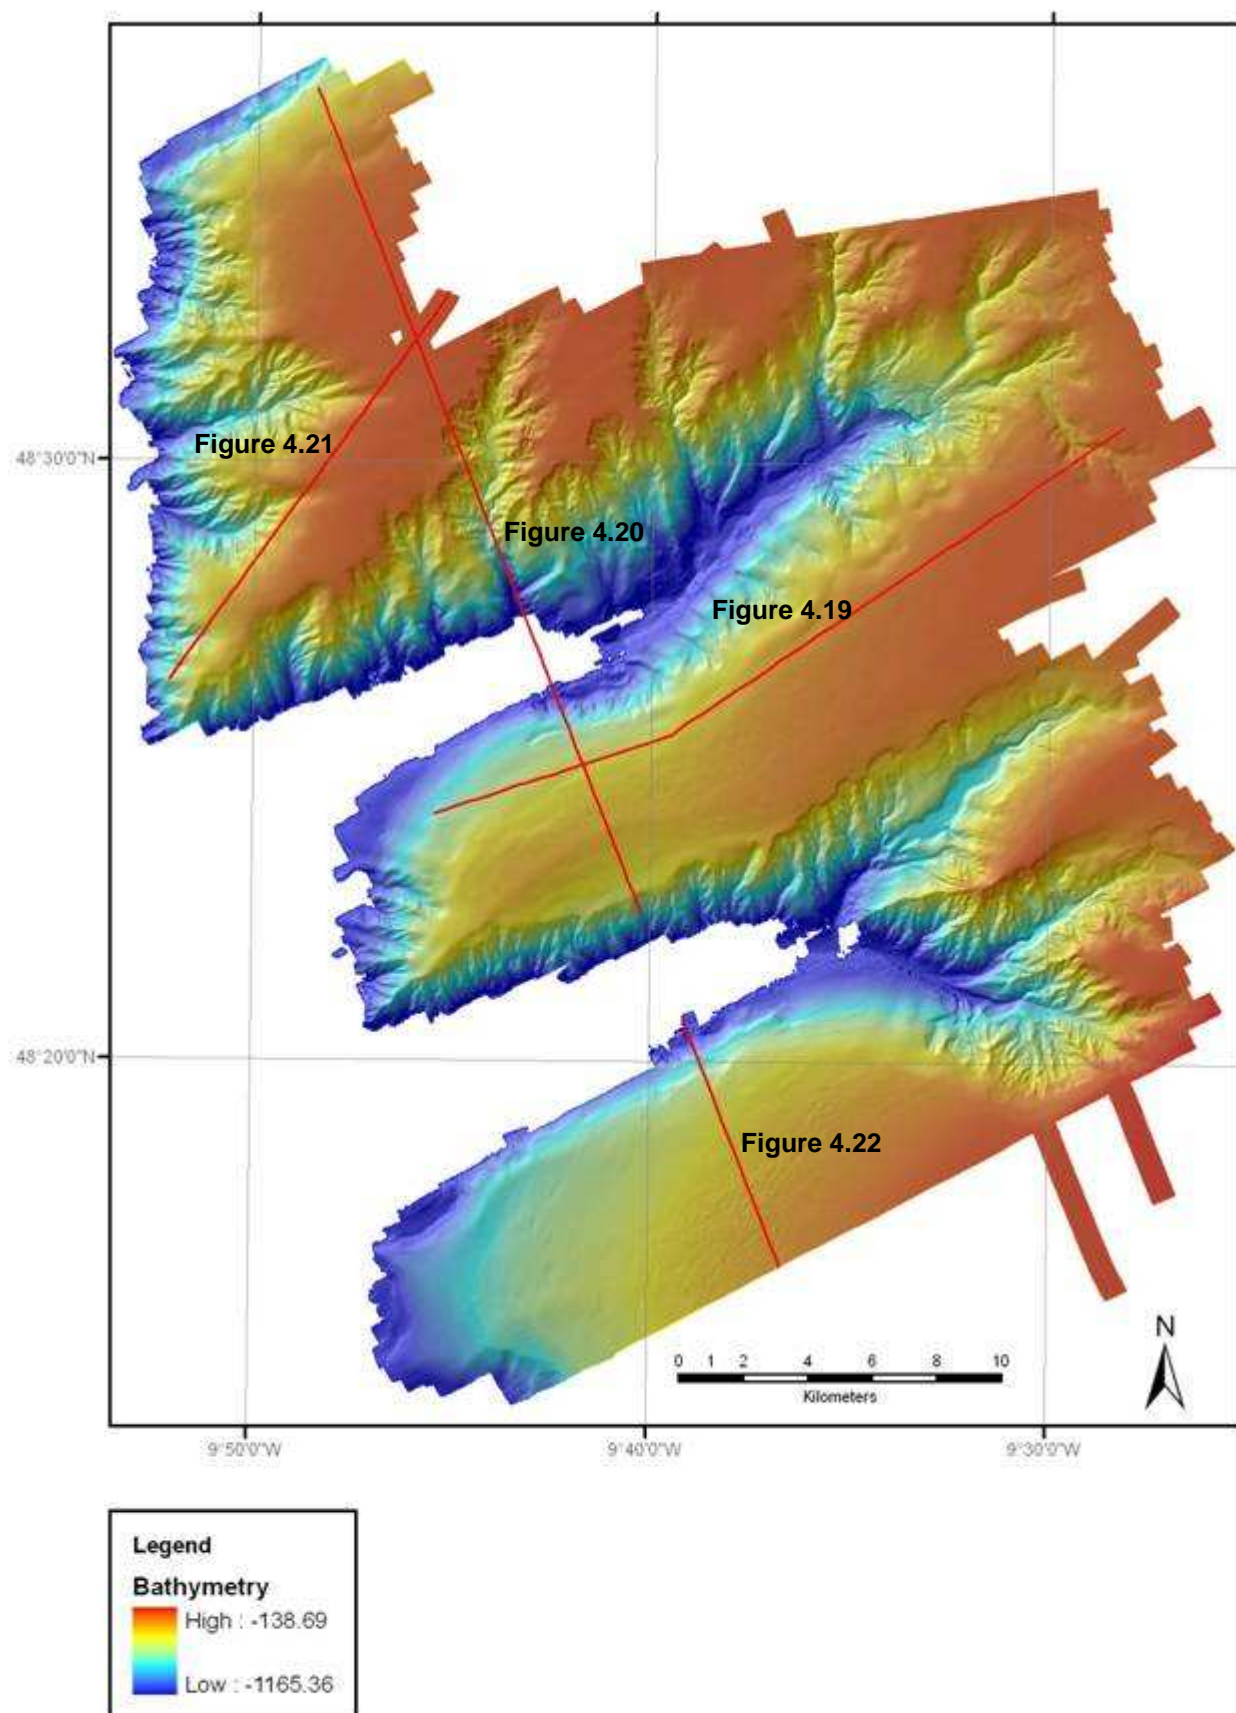 Figure 4.21
48°30'0"N
Figure 4.20
Figure 4.19
48°20'0"N
Figure 4.22
N
0 1 2 4 6 8 10
Kilometers
9°50'0"W 9°40'0"W 9°30'0"W
Legend
Bathymetry
High : -138.69
Low : -1165.36